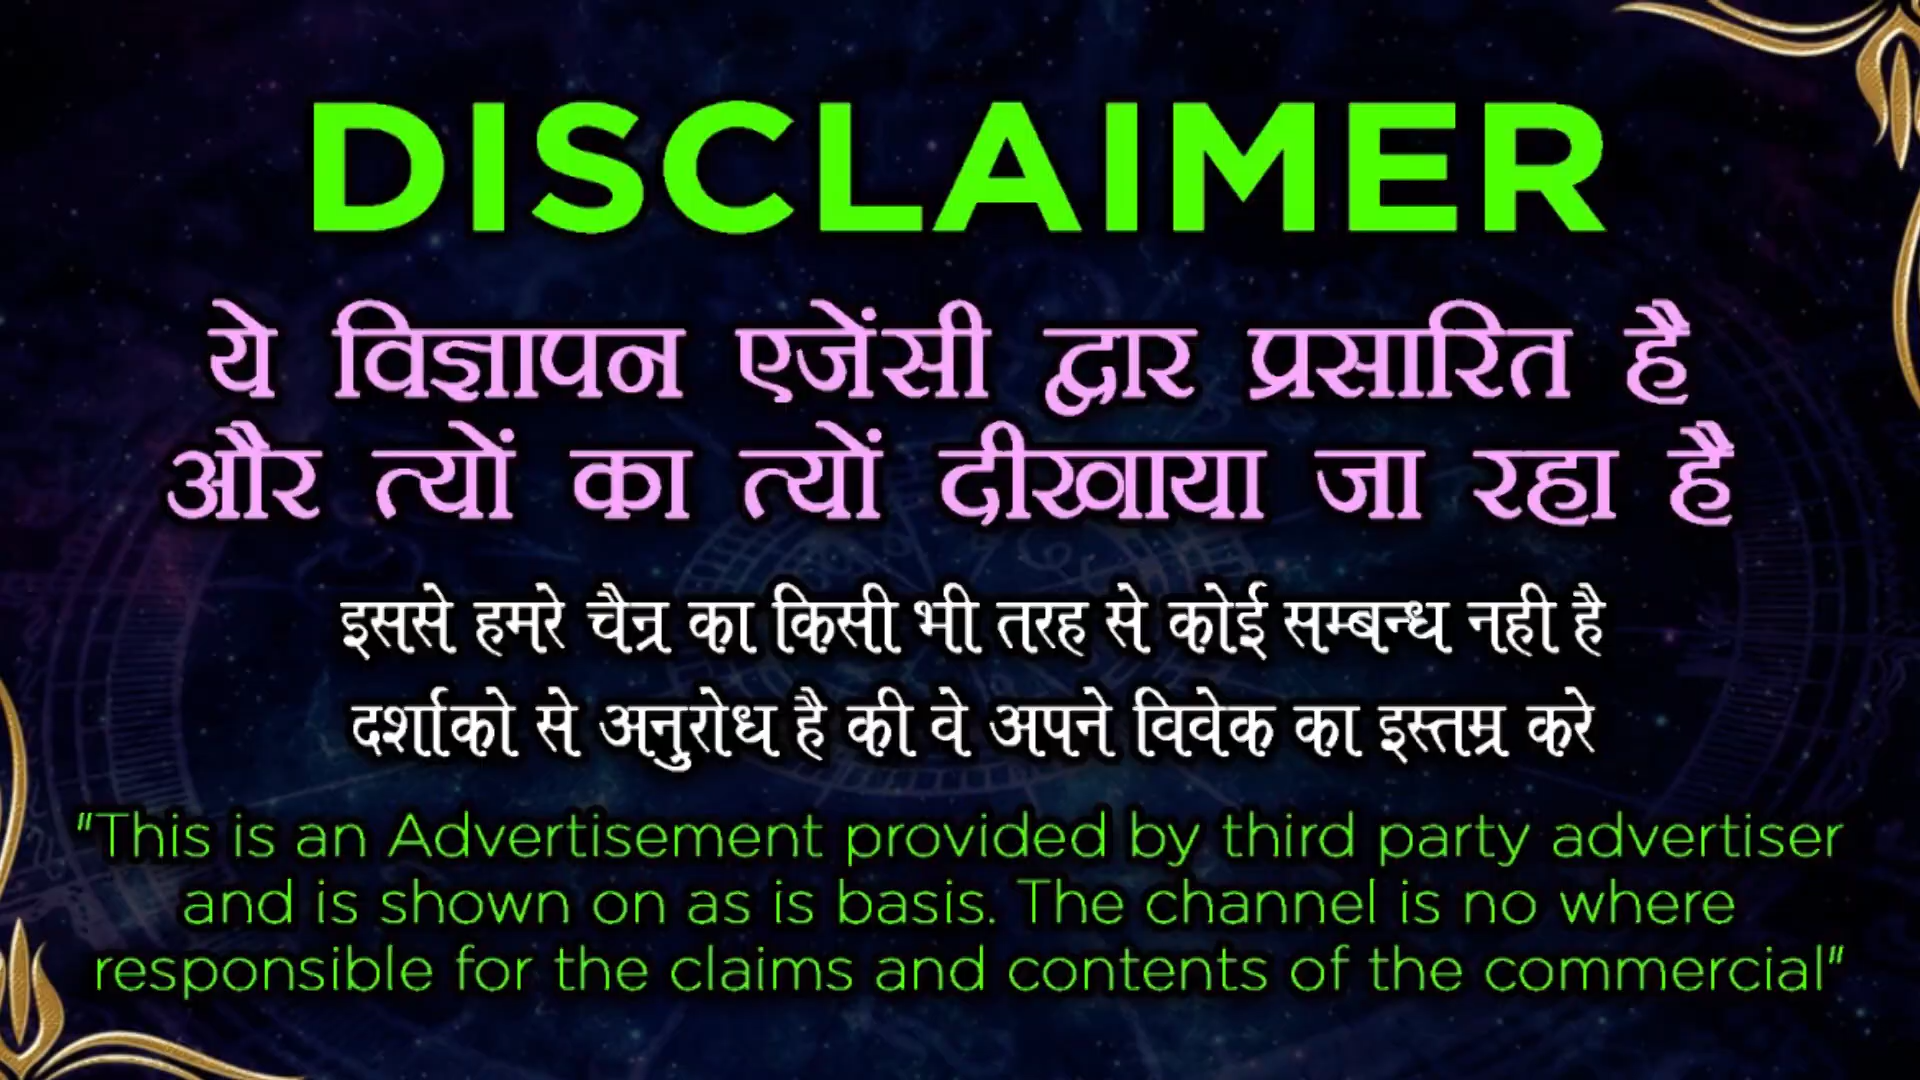 DISCLAIMER
ये विज्ञापन एजेंसी द्वार प्रसारित है
और त्यों का त्यों दीखाया जा रहा है
इससे हमरे चैन्र का किसी भी तरह से कोई सम्बन्ध नही है
दर्शाको से अनुरोध है की वे अपने विवेक का इस्तम्र करे
"This is an Advertisement provided by third party advertiser
and is shown on as is basis. The channel is no where
responsible for the claims and contents of the commercial"